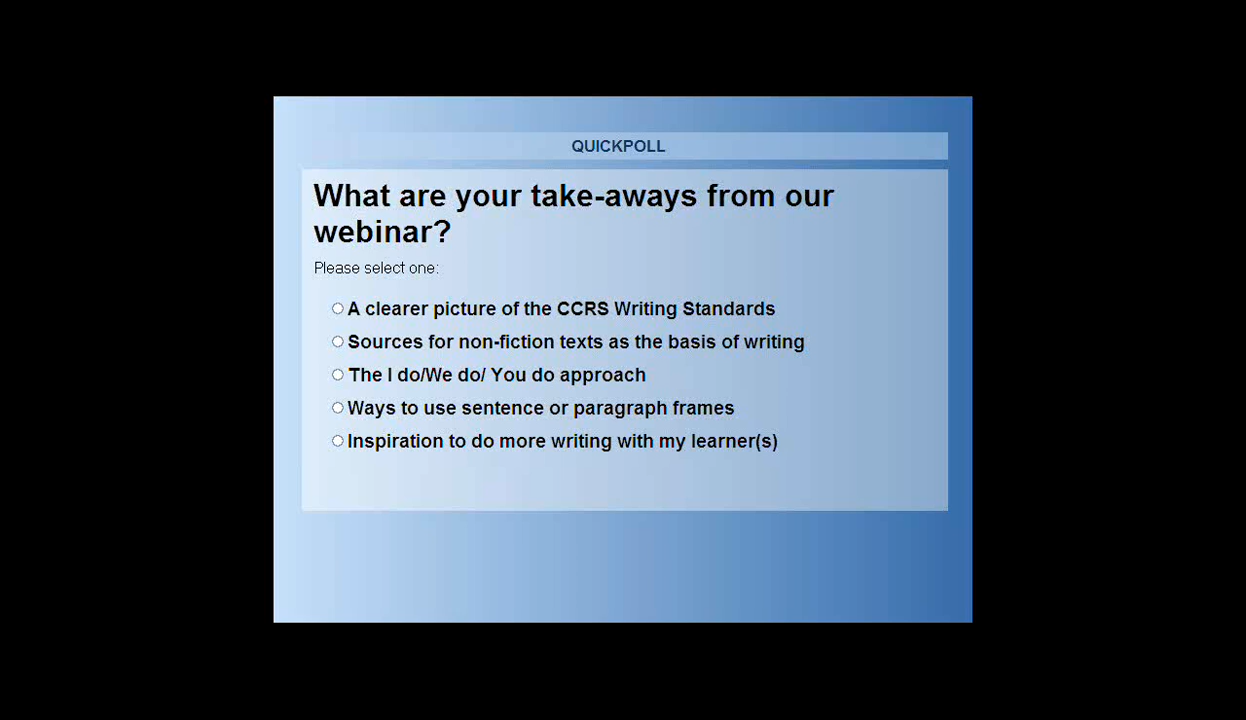 QUICKPOLL
What are your take-aways from our
webinar?
Please select one:
A clearer picture of the CCRS Writing Standards
Sources for non-fiction texts as the basis of writing
The I do/We do/ You do approach
Ways to use sentence or paragraph frames
Inspiration to do more writing with my learner(s)